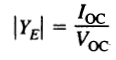 |Y_E| = I_OC / V_OC